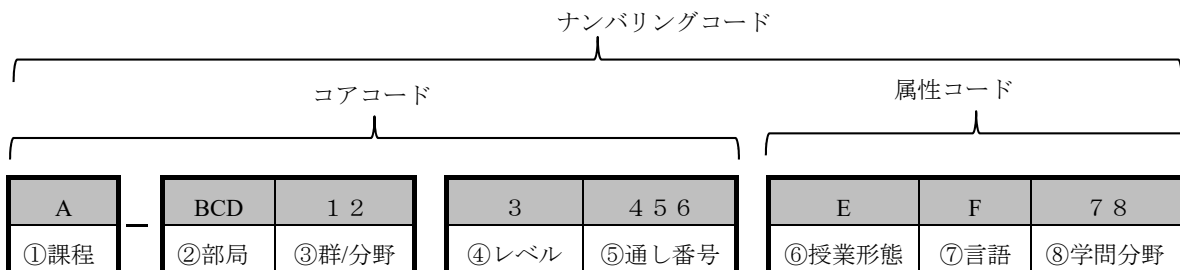 ナンバリングコード
コアコード 属性コード
A － BCD １２ ３ ４５６ E F ７８
①課程 ②部局 ③群/分野 ④レベル ⑤通し番号 ⑥授業形態 ⑦言語 ⑧学問分野